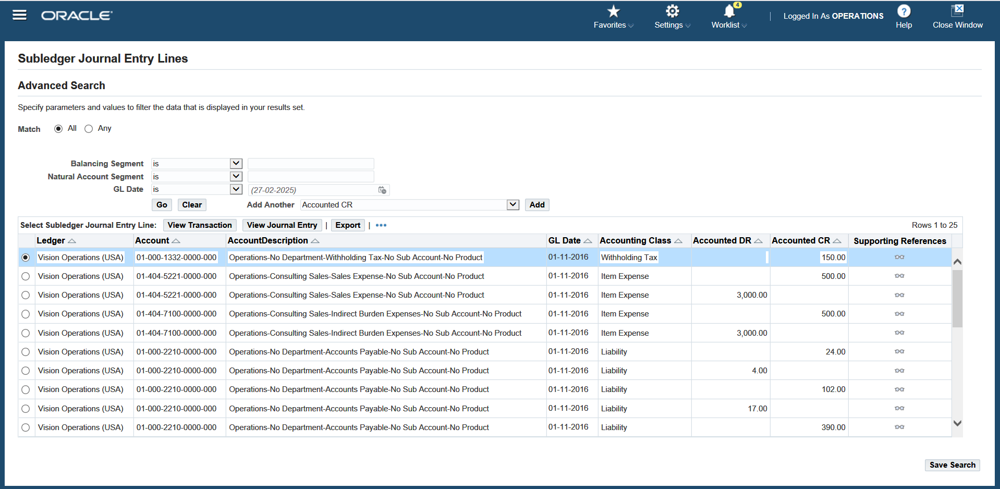 ORACLE
Favorites
Settings
4
Worklist
Logged In As OPERATIONS
?
Help
Close Window
Subledger Journal Entry Lines
Advanced Search
Specify parameters and values to filter the data that is displayed in your results set.
Match All Any
Balancing Segment is
Natural Account Segment is
GL Date is (27-02-2025)
Go Clear Add Another Accounted CR Add
Select Subledger Journal Entry Line: View Transaction View Journal Entry | Export | ••• Rows 1 to 25
Ledger Account AccountDescription GL Date Accounting Class Accounted DR Accounted CR Supporting References
Vision Operations (USA) 01-000-1332-0000-000 Operations-No Department-Withholding Tax-No Sub Account-No Product 01-11-2016 Withholding Tax 150.00
Vision Operations (USA) 01-404-5221-0000-000 Operations-Consulting Sales-Sales Expense-No Sub Account-No Product 01-11-2016 Item Expense 500.00
Vision Operations (USA) 01-404-5221-0000-000 Operations-Consulting Sales-Sales Expense-No Sub Account-No Product 01-11-2016 Item Expense 3,000.00
Vision Operations (USA) 01-404-7100-0000-000 Operations-Consulting Sales-Indirect Burden Expenses-No Sub Account-No Product 01-11-2016 Item Expense 500.00
Vision Operations (USA) 01-404-7100-0000-000 Operations-Consulting Sales-Indirect Burden Expenses-No Sub Account-No Product 01-11-2016 Item Expense 3,000.00
Vision Operations (USA) 01-000-2210-0000-000 Operations-No Department-Accounts Payable-No Sub Account-No Product 01-11-2016 Liability 24.00
Vision Operations (USA) 01-000-2210-0000-000 Operations-No Department-Accounts Payable-No Sub Account-No Product 01-11-2016 Liability 4.00
Vision Operations (USA) 01-000-2210-0000-000 Operations-No Department-Accounts Payable-No Sub Account-No Product 01-11-2016 Liability 102.00
Vision Operations (USA) 01-000-2210-0000-000 Operations-No Department-Accounts Payable-No Sub Account-No Product 01-11-2016 Liability 17.00
Vision Operations (USA) 01-000-2210-0000-000 Operations-No Department-Accounts Payable-No Sub Account-No Product 01-11-2016 Liability 390.00
Save Search